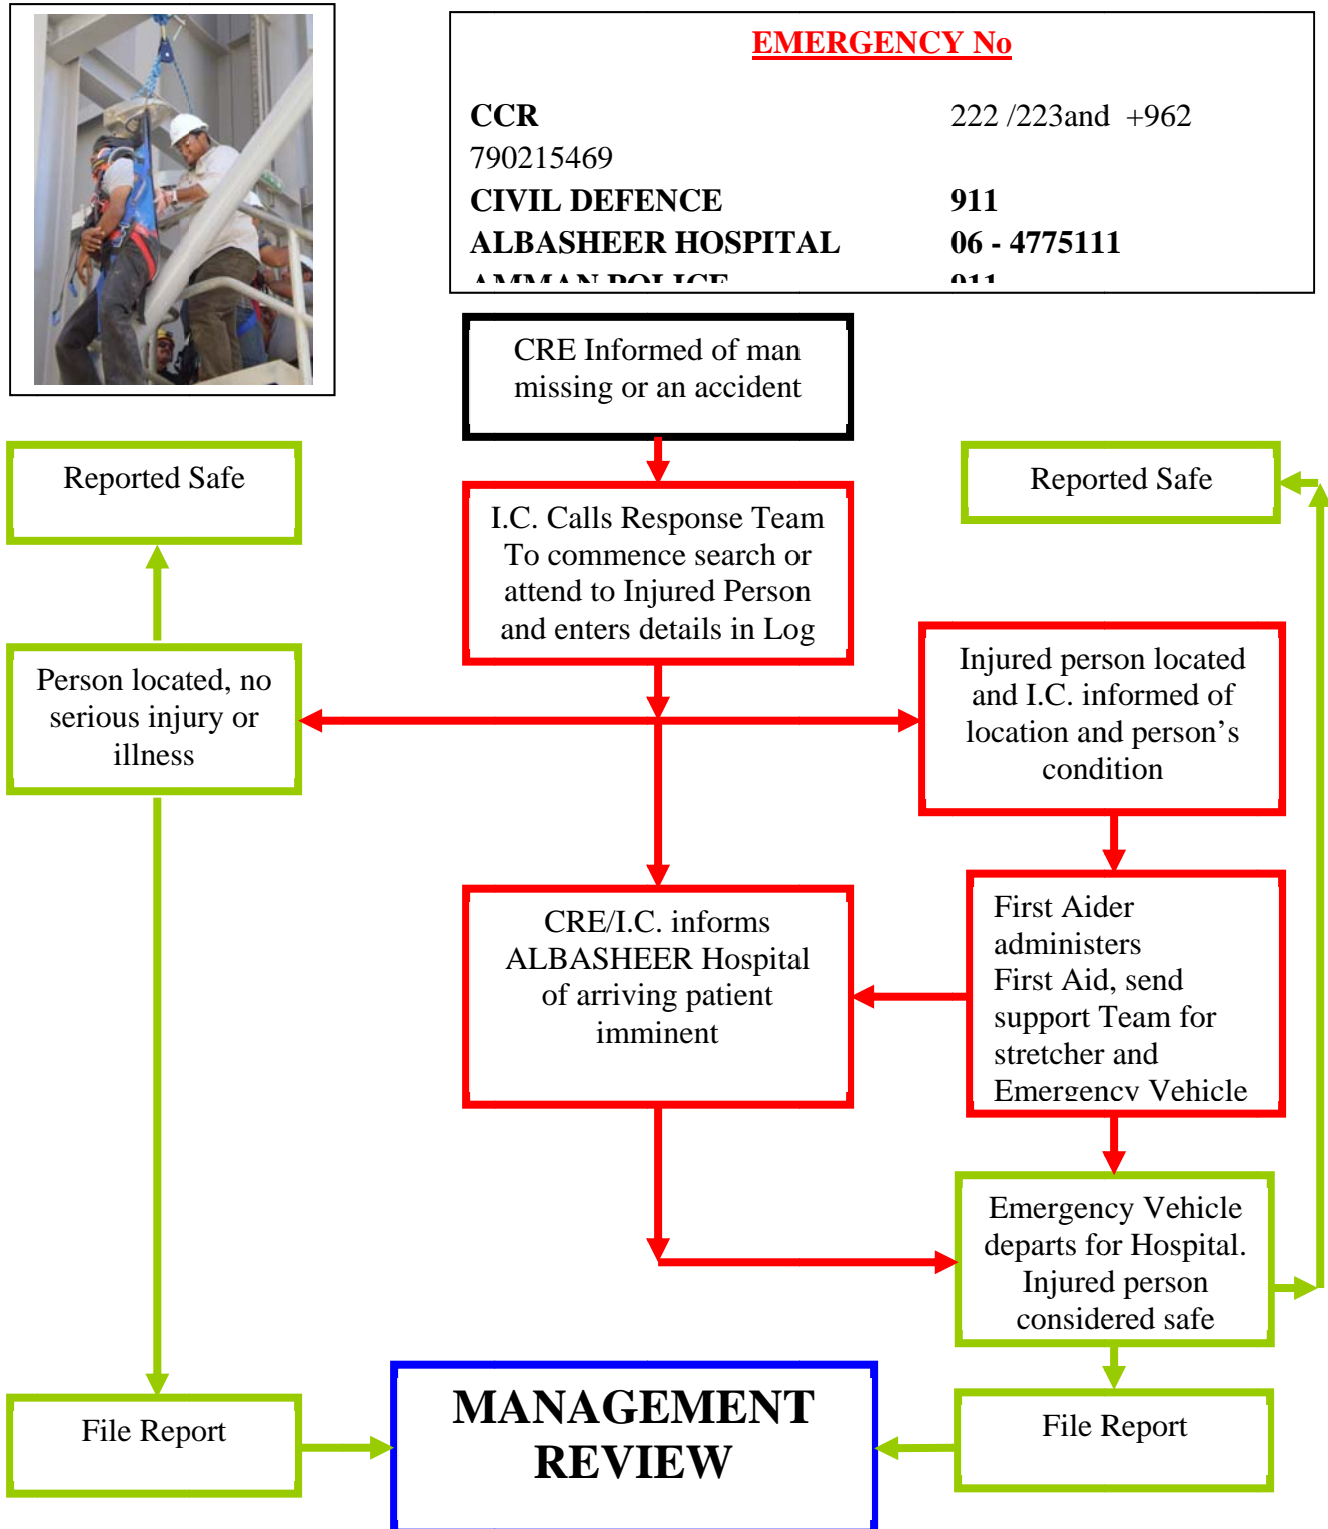 EMERGENCY No
CCR 222 /223and +962
790215469
CIVIL DEFENCE 911
ALBASHEER HOSPITAL 06 - 4775111
AMMAN POLICE 911
CRE Informed of man
missing or an accident
Reported Safe
Reported Safe
I.C. Calls Response Team
To commence search or
attend to Injured Person
and enters details in Log
Person located, no
serious injury or
illness
Injured person located
and I.C. informed of
location and person’s
condition
CRE/I.C. informs
ALBASHEER Hospital
of arriving patient
imminent
First Aider
administers
First Aid, send
support Team for
stretcher and
Emergency Vehicle
Emergency Vehicle
departs for Hospital.
Injured person
considered safe
File Report
MANAGEMENT
REVIEW
File Report